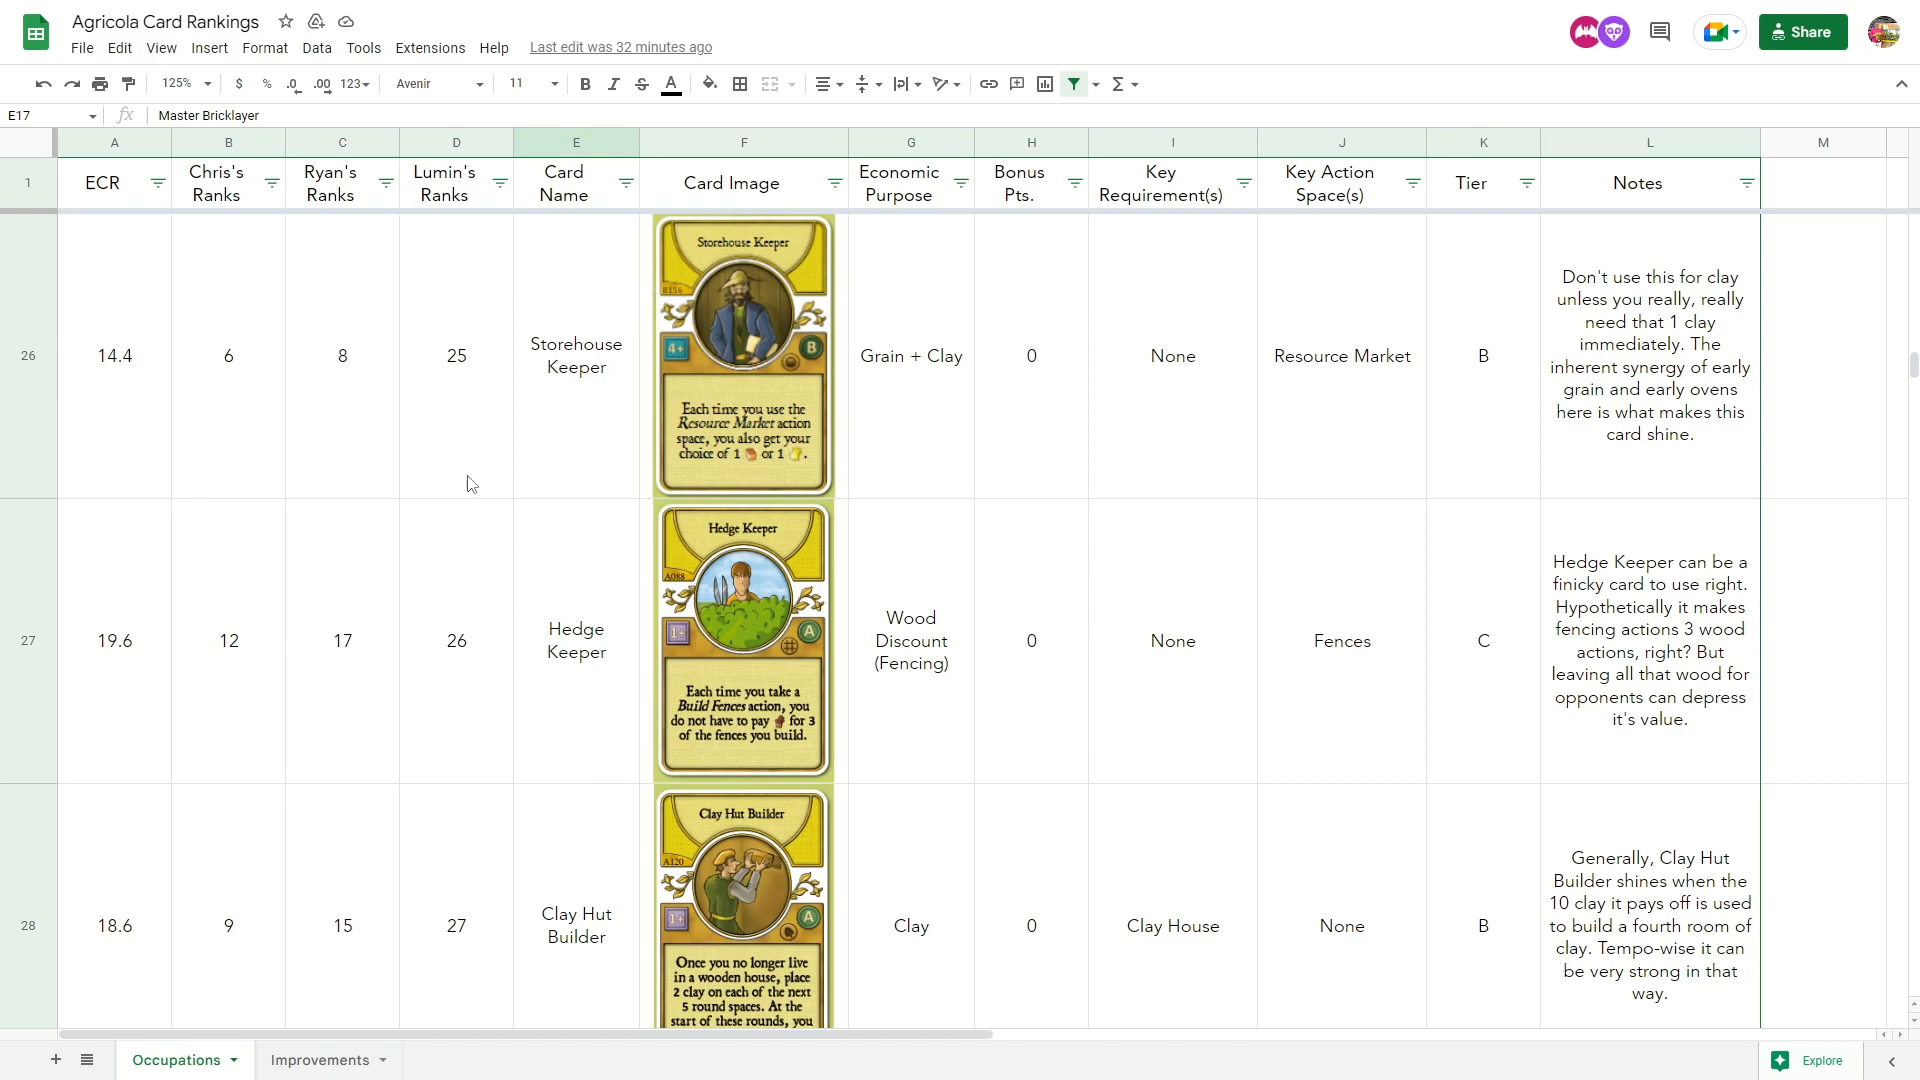 Agricola Card Rankings
File Edit View Insert Format Data Tools Extensions Help Last edit was 32 minutes ago
Share
125% $ % .0 .00 123 Avenir 11 B I S A
E17 fx Master Bricklayer
A B C D E F G H I J K L M
1
ECR
Chris's
Ranks
Ryan's
Ranks
Lumin's
Ranks
Card
Name
Card Image
Economic
Purpose
Bonus
Pts.
Key
Requirement(s)
Key Action
Space(s)
Tier
Notes
26
14.4
6
8
25
Storehouse
Keeper
Storehouse Keeper
B156
4+
B
Each time you use the
Resource Market action
space, you also get your
choice of 1 or 1 .
Grain + Clay
0
None
Resource Market
B
Don't use this for clay
unless you really, really
need that 1 clay
immediately. The
inherent synergy of early
grain and early ovens
here is what makes this
card shine.
27
19.6
12
17
26
Hedge
Keeper
Hedge Keeper
A088
1+
A
Each time you take a
Build Fences action, you
do not have to pay for 3
of the fences you build.
Wood
Discount
(Fencing)
0
None
Fences
C
Hedge Keeper can be a
finicky card to use right.
Hypothetically it makes
fencing actions 3 wood
actions, right? But
leaving all that wood for
opponents can depress
it's value.
28
18.6
9
15
27
Clay Hut
Builder
Clay Hut Builder
A120
1+
A
Once you no longer live
in a wooden house, place
2 clay on each of the next
5 round spaces. At the
start of these rounds, you
Clay
0
Clay House
None
B
Generally, Clay Hut
Builder shines when the
10 clay it pays off is used
to build a fourth room of
clay. Tempo-wise it can
be very strong in that
way.
Occupations Improvements Explore